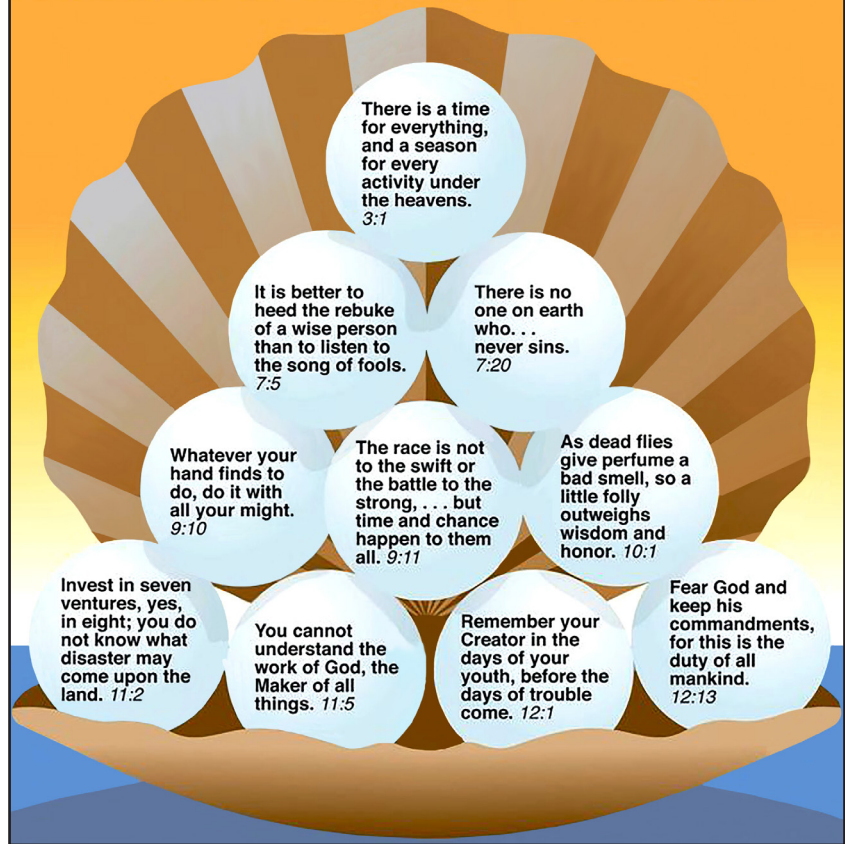 There is a time
for everything,
and a season
for every
activity under
the heavens.
3:1
It is better to
heed the rebuke
of a wise person
than to listen to
the song of fools.
7:5
There is no
one on earth
who. . .
never sins.
7:20
Whatever your
hand finds to
do, do it with
all your might.
9:10
The race is not
to the swift or
the battle to the
strong, . . . but
time and chance
happen to them
all. 9:11
As dead flies
give perfume a
bad smell, so a
little folly
outweighs
wisdom and
honor. 10:1
Invest in seven
ventures, yes,
in eight; you do
not know what
disaster may
come upon the
land. 11:2
You cannot
understand the
work of God, the
Maker of all
things. 11:5
Remember your
Creator in the
days of your
youth, before the
days of trouble
come. 12:1
Fear God and
keep his
commandments,
for this is the
duty of all
mankind.
12:13